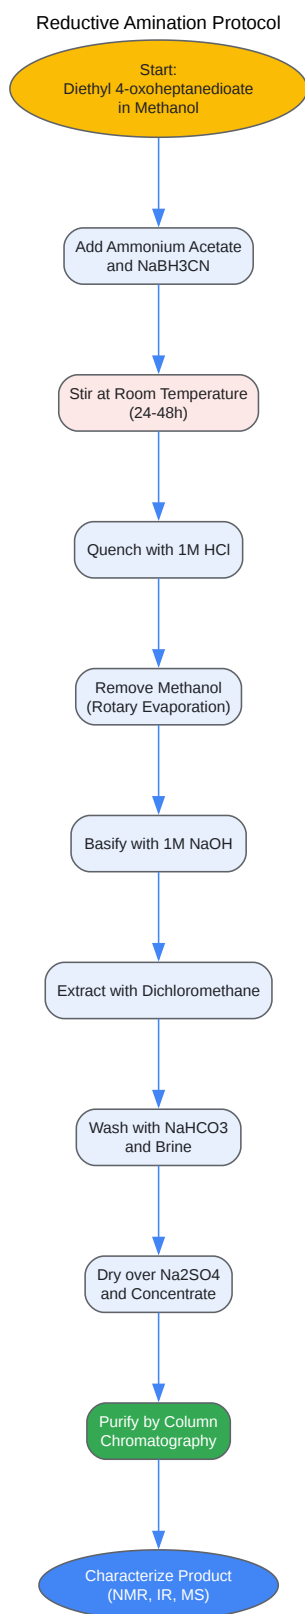 Reductive Amination Protocol
Start:
Diethyl 4-oxoheptanedioate
in Methanol
Add Ammonium Acetate
and NaBH3CN
Stir at Room Temperature
(24-48h)
Quench with 1M HCl
Remove Methanol
(Rotary Evaporation)
Basify with 1M NaOH
Extract with Dichloromethane
Wash with NaHCO3
and Brine
Dry over Na2SO4
and Concentrate
Purify by Column
Chromatography
Characterize Product
(NMR, IR, MS)